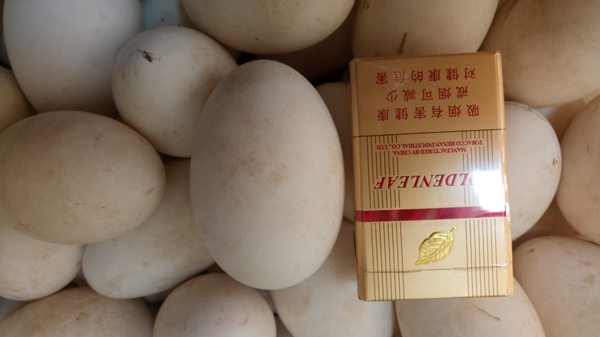 GOLDENLEAF
MANUFACTURED BY CHINA
TOBACCO HENAN INDUSTRIAL CO., LTD.
吸烟有害健康
戒烟可减少
对健康的危害